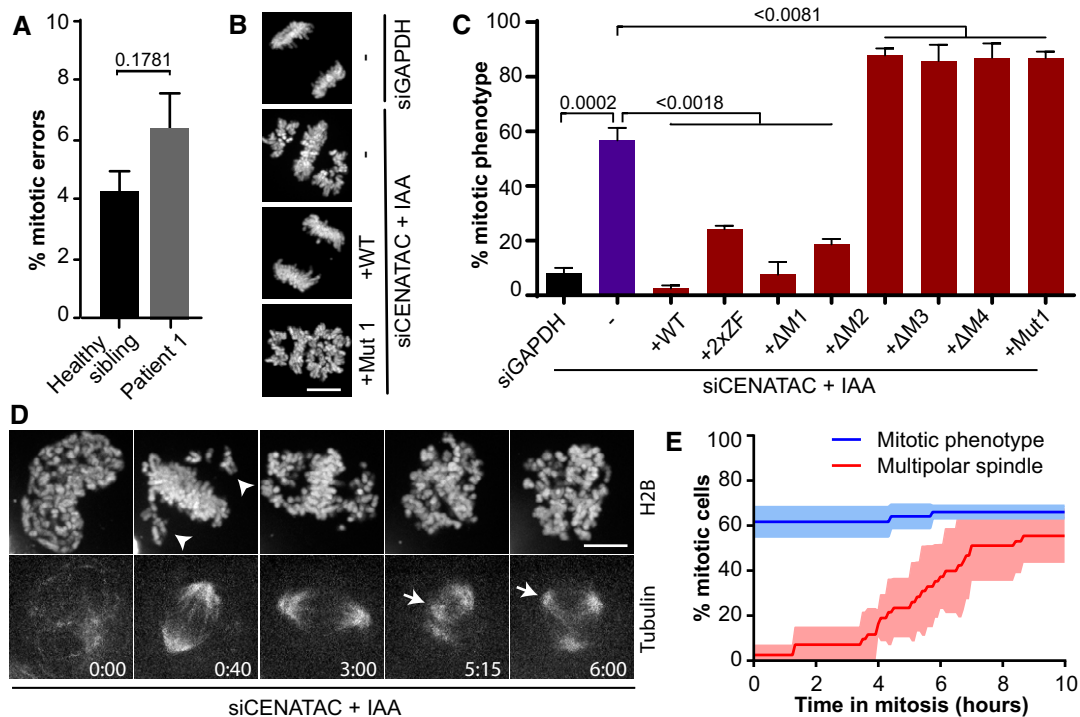 A
% mitotic errors
10
8
6
4
2
0
0.1781
Healthy
sibling
Patient 1
B
-
siGAPDH
-
+WT
+Mut 1
siCENATAC + IAA
C
% mitotic phenotype
100
80
60
40
20
0
<0.0081
0.0002
<0.0018
siGAPDH
-
+WT
+2xZF
+ΔM1
+ΔM2
+ΔM3
+ΔM4
+Mut1
siCENATAC + IAA
D
H2B
Tubulin
0:00
0:40
3:00
5:15
6:00
siCENATAC + IAA
E
% mitotic cells
100
80
60
40
20
0
Mitotic phenotype
Multipolar spindle
0 2 4 6 8 10
Time in mitosis (hours)